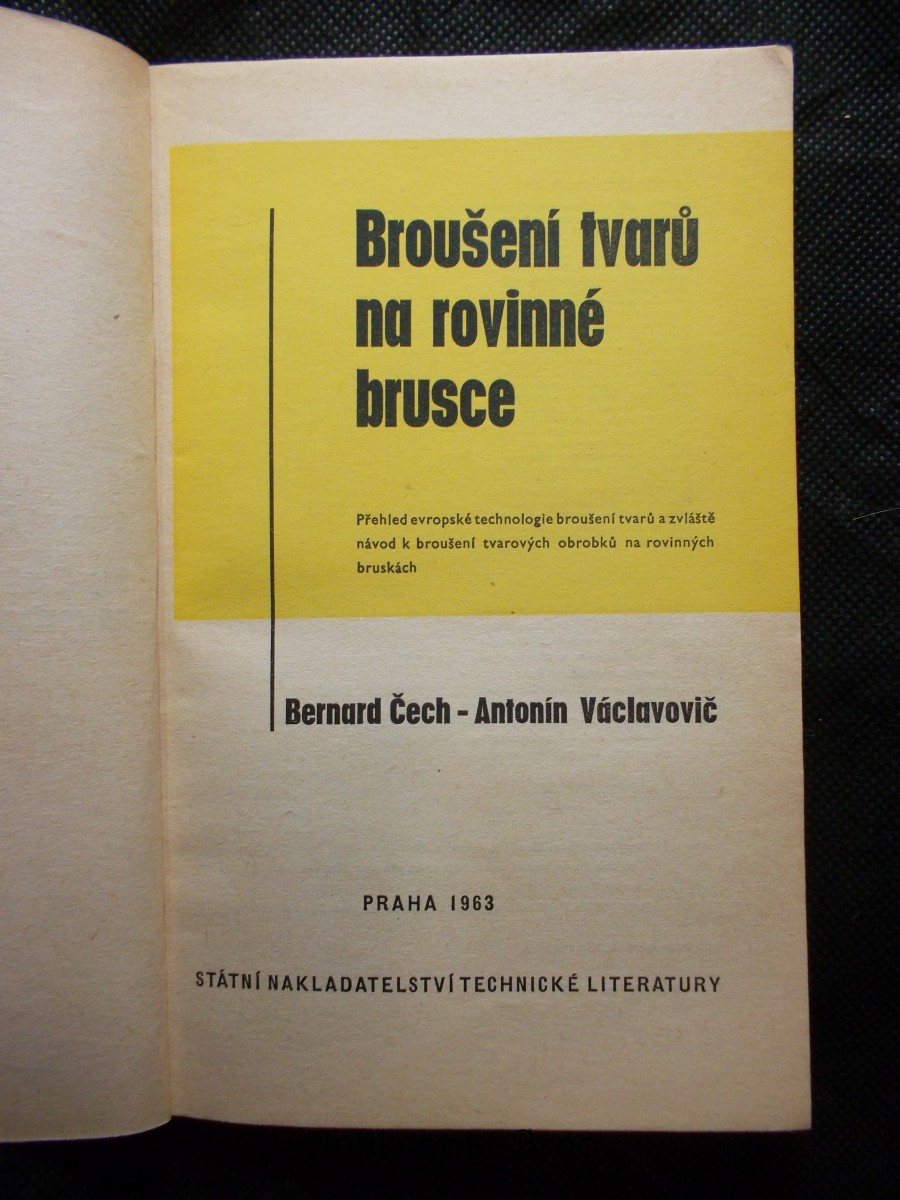 Broušení tvarů
na rovinné
brusce
Přehled evropské technologie broušení tvarů a zvláště
návod k broušení tvarových obrobků na rovinných
bruskách
Bernard Čech - Antonín Václavovič
PRAHA 1963
STÁTNÍ NAKLADATELSTVÍ TECHNICKÉ LITERATURY